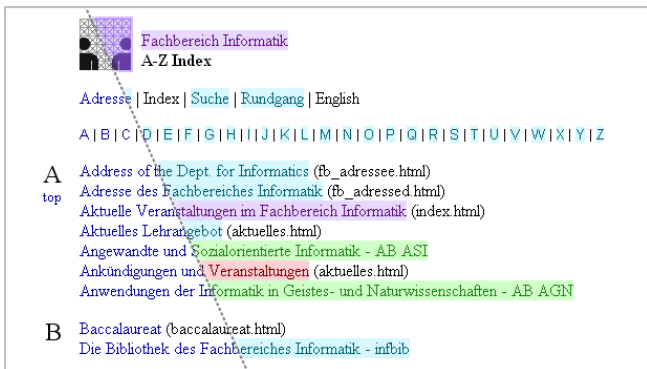 Fachbereich Informatik
A-Z Index
Adresse | Index | Suche | Rundgang | English
A | B | C | D | E | F | G | H | I | J | K | L | M | N | O | P | Q | R | S | T | U | V | W | X | Y | Z
A Address of the Dept. for Informatics (fb_adressee.html)
top Adresse des Fachbereiches Informatik (fb_adressed.html)
Aktuelle Veranstaltungen im Fachbereich Informatik (index.html)
Aktuelles Lehrangebot (aktuelles.html)
Angewandte und Sozialorientierte Informatik - AB ASI
Ankündigungen und Veranstaltungen (aktuelles.html)
Anwendungen der Informatik in Geistes- und Naturwissenschaften - AB AGN
B Baccalaureat (baccalaureat.html)
Die Bibliothek des Fachbereiches Informatik - infbib